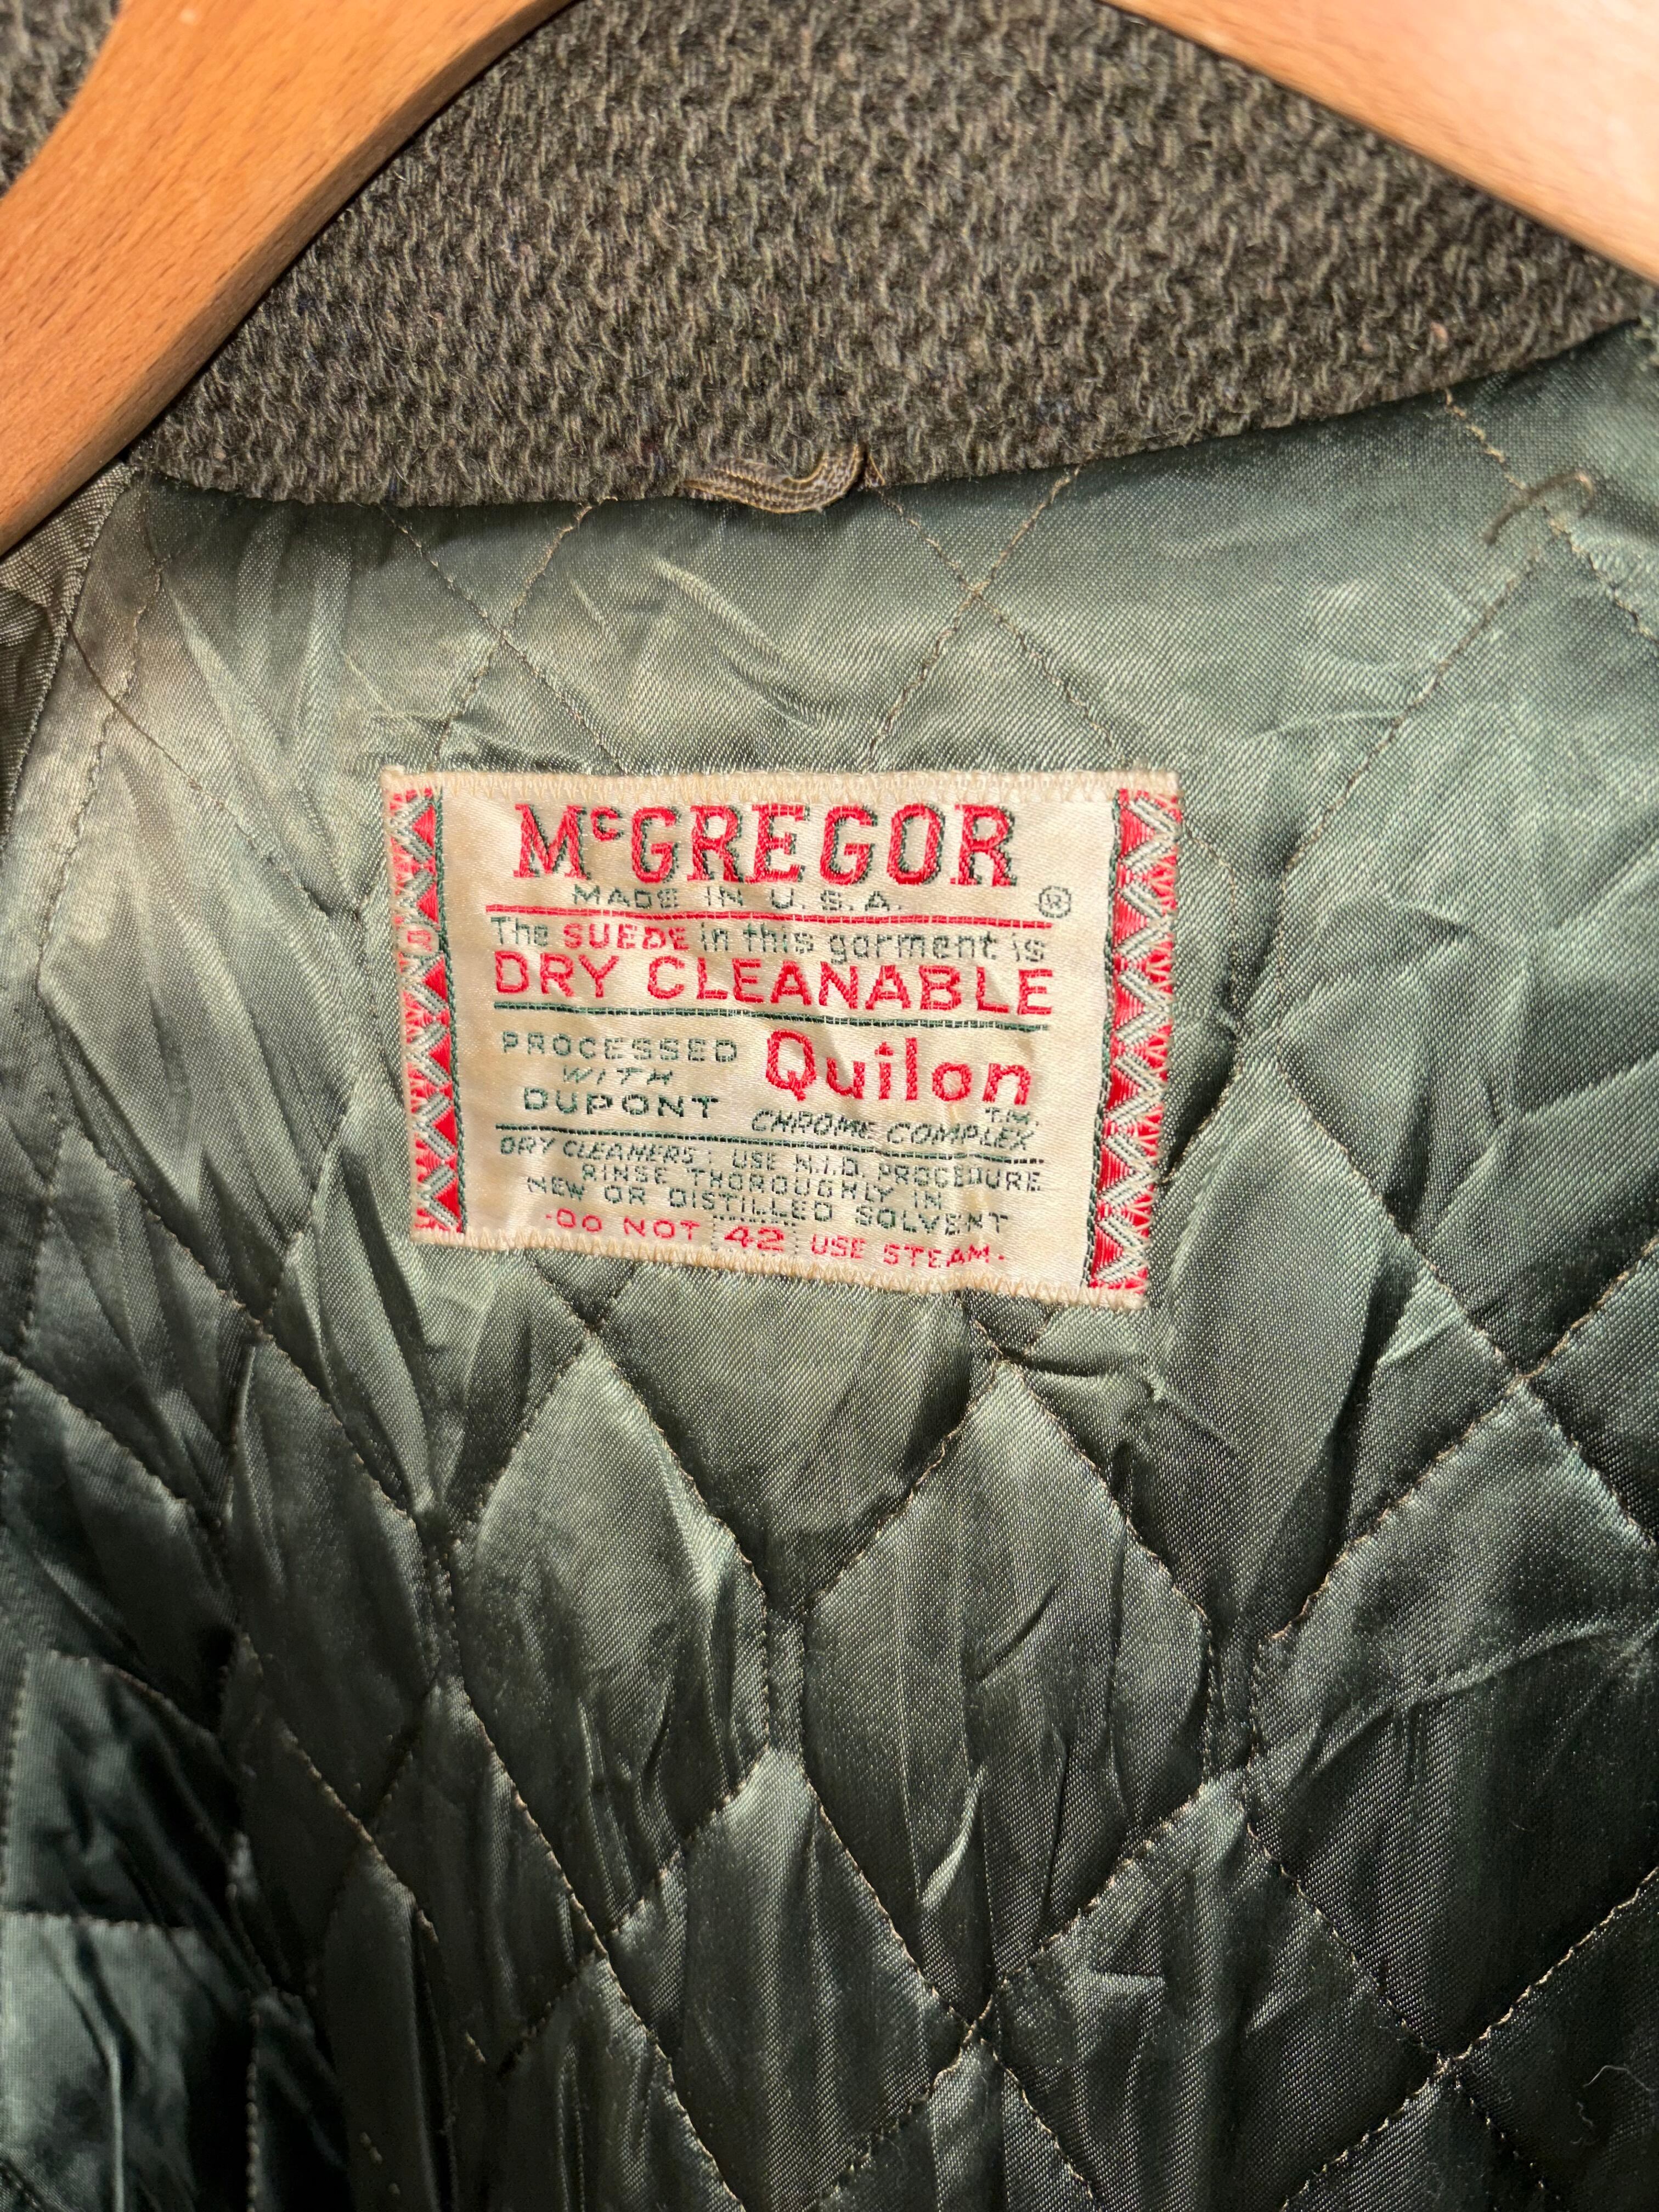 McGREGOR
MADE IN U.S.A. ®
The SUEDE in this garment is
DRY CLEANABLE
PROCESSED
WITH
DUPONT
Quilon
CHROME COMPLEX TM.
DRY CLEANERS: USE N.I.D. PROCEDURE
RINSE THOROUGHLY IN
NEW OR DISTILLED SOLVENT
·DO NOT 42 USE STEAM·